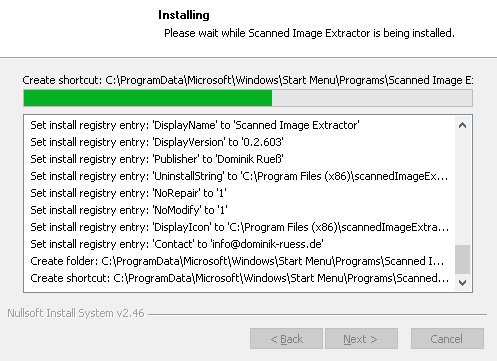 Installing
Please wait while Scanned Image Extractor is being installed.
Create shortcut: C:\ProgramData\Microsoft\Windows\Start Menu\Programs\Scanned Image E
Set install registry entry: 'DisplayName' to 'Scanned Image Extractor'
Set install registry entry: 'DisplayVersion' to '0.2.603'
Set install registry entry: 'Publisher' to 'Dominik Rueß'
Set install registry entry: 'UninstallString' to 'C:\Program Files (x86)\scannedImageEx...
Set install registry entry: 'NoRepair' to '1'
Set install registry entry: 'NoModify' to '1'
Set install registry entry: 'DisplayIcon' to 'C:\Program Files (x86)\scannedImageExtra...
Set install registry entry: 'Contact' to 'info@dominik-ruess.de'
Create folder: C:\ProgramData\Microsoft\Windows\Start Menu\Programs\Scanned I...
Create shortcut: C:\ProgramData\Microsoft\Windows\Start Menu\Programs\Scanned...
Nullsoft Install System v2.46
< Back
Next >
Cancel